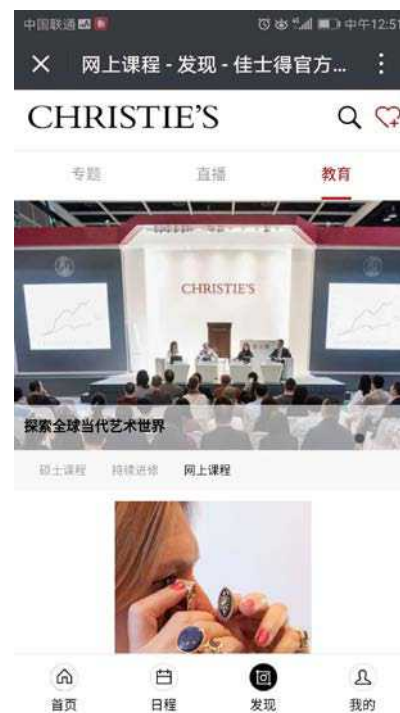 中国联通
中午12:51
网上课程 - 发现 - 佳士得官方...
CHRISTIE'S
专题 直播 教育
CHRISTIE'S
探索全球当代艺术世界
硕士课程 持续进修 网上课程
首页 日程 发现 我的